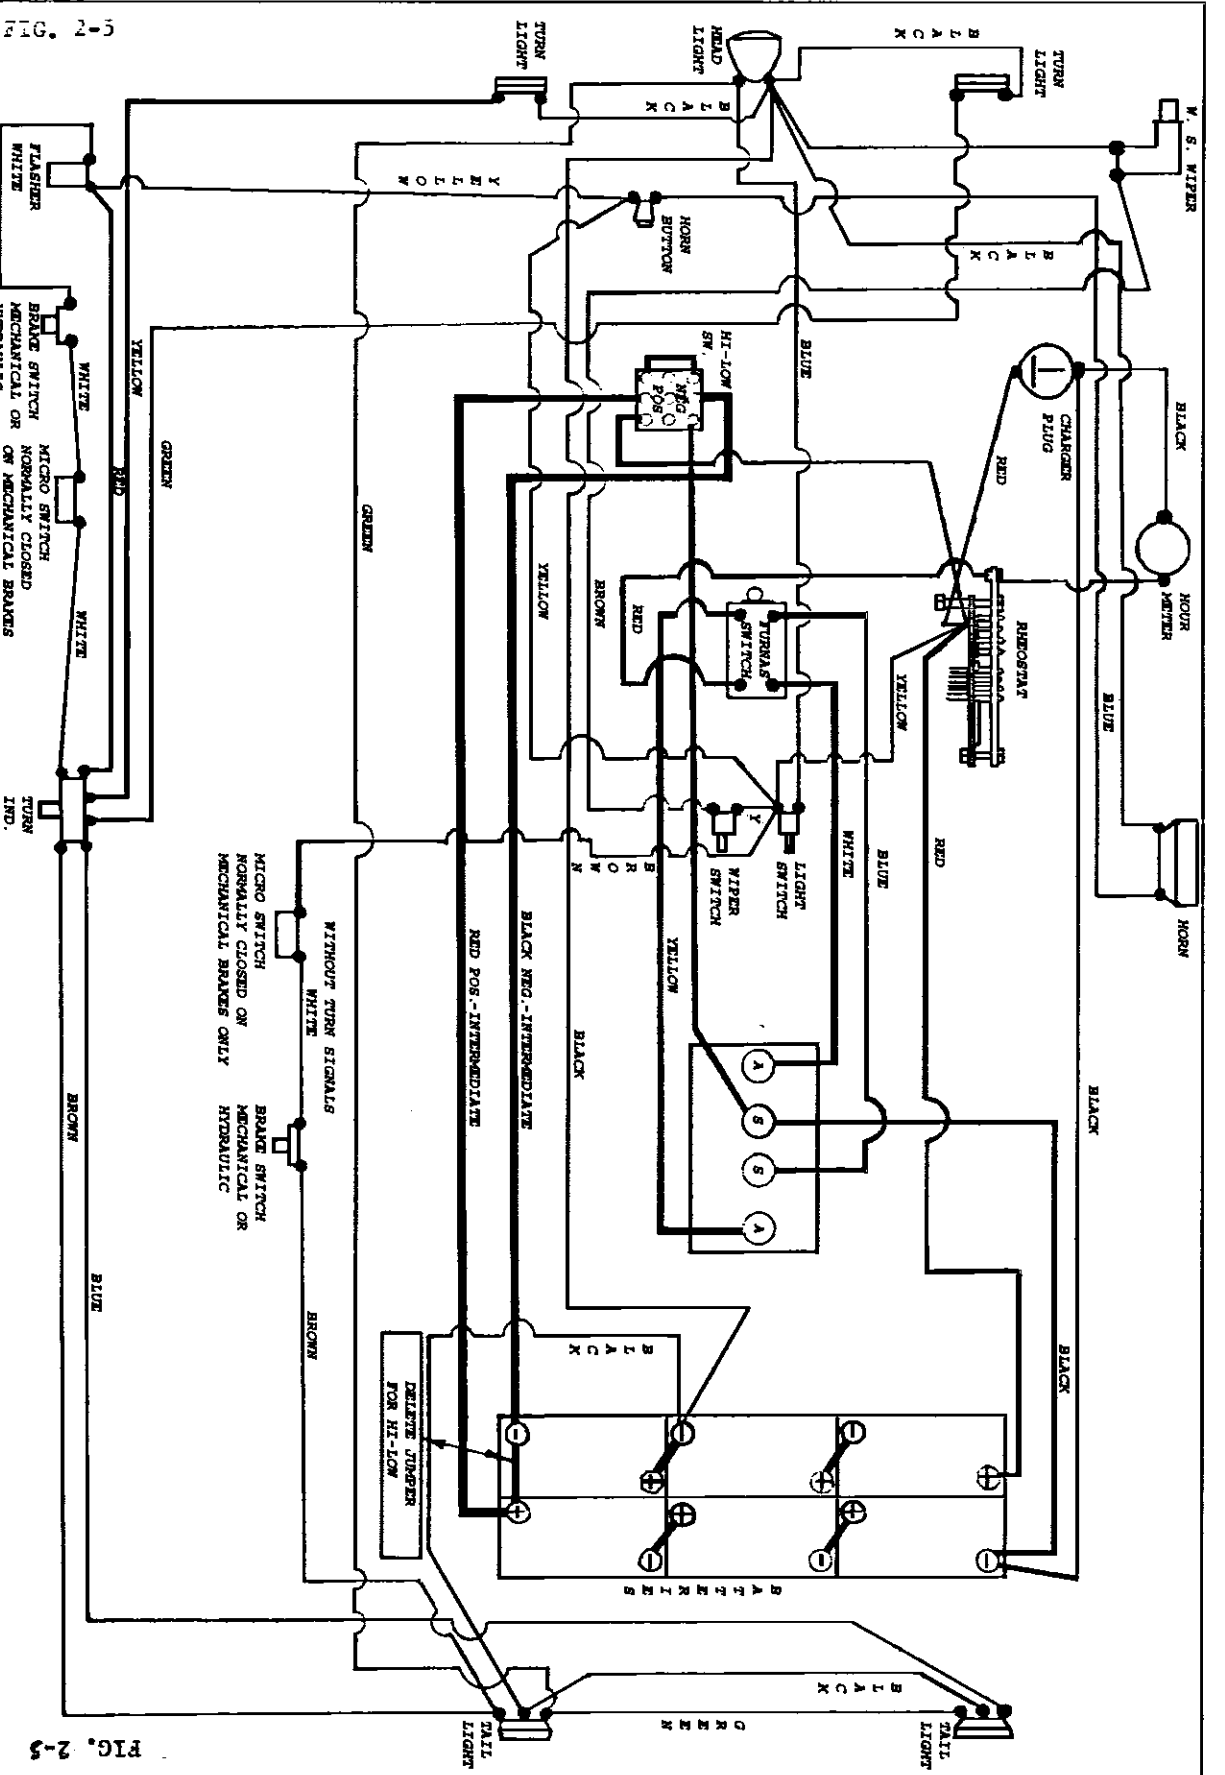 FIG. 2-5
TURN
LIGHT
HEAD
LIGHT
BLACK
TURN
LIGHT
W. S. WIPER
BLACK
FLASHER
WHITE
YELLOW
HORN
BUTTON
BLACK
BRAKE SWITCH
MECHANICAL OR
WHITE
YELLOW
HI-LOW
SW.
NEG
POS
BLUE
CHARGER
PLUG
BLACK
RED
MICRO SWITCH
NORMALLY CLOSED
ON MECHANICAL BRAKES
RED
GREEN
GREEN
WHITE
YELLOW
BROWN
RED
FURNAS
SWITCH
YELLOW
RHEOSTAT
HOUR
METER
BLUE
TURN
IND.
Y
WIPER
SWITCH
LIGHT
SWITCH
WHITE
BLUE
RED
BROWN
HORN
MICRO SWITCH
NORMALLY CLOSED ON
MECHANICAL BRAKES ONLY
WITHOUT TURN SIGNALS
WHITE
RED POS.-INTERMEDIATE
BLACK NEG.-INTERMEDIATE
BLACK
YELLOW
A
S
S
A
BLACK
BROWN
BRAKE SWITCH
MECHANICAL OR
HYDRAULIC
BLUE
BROWN
BLACK
BLACK
DELETE JUMPER
FOR HI-LOW
BATTERIES
BLACK
GREEN
TAIL
LIGHT
TAIL
LIGHT
FIG. 2-5